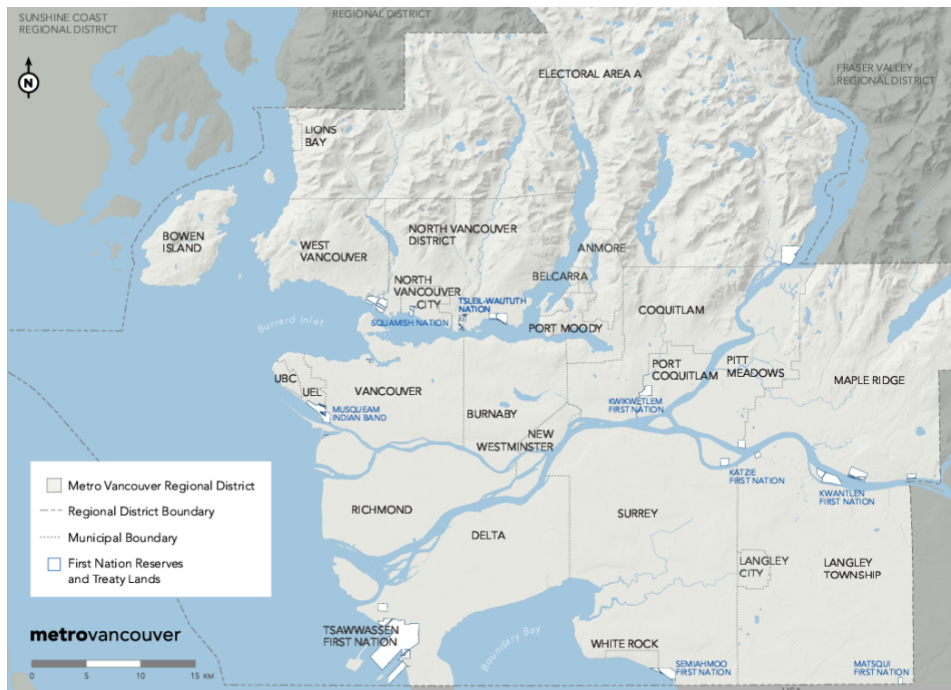 SUNSHINE COAST
REGIONAL DISTRICT
REGIONAL DISTRICT
FRASER VALLEY
REGIONAL DISTRICT
N
ELECTORAL AREA A
LIONS
BAY
BOWEN
ISLAND
WEST
VANCOUVER
NORTH VANCOUVER
DISTRICT
ANMORE
BELCARRA
NORTH
VANCOUVER
CITY
TSLEIL-WAUTUTH
NATION
SQUAMISH NATION
Burrard Inlet
PORT MOODY
COQUITLAM
PORT
COQUITLAM
PITT
MEADOWS
MAPLE RIDGE
UBC
UEL
VANCOUVER
BURNABY
MUSQUEAM
INDIAN BAND
KWIKWETLEM
FIRST NATION
NEW
WESTMINSTER
KATZIE
FIRST NATION
KWANTLEN
FIRST NATION
RICHMOND
DELTA
SURREY
LANGLEY
CITY
LANGLEY
TOWNSHIP
TSAWWASSEN
FIRST NATION
Boundary Bay
WHITE ROCK
SEMIAHMOO
FIRST NATION
MATSQUI
FIRST NATION
USA
Metro Vancouver Regional District
Regional District Boundary
Municipal Boundary
First Nation Reserves
and Treaty Lands
metrovancouver
0 5 10 15 KM